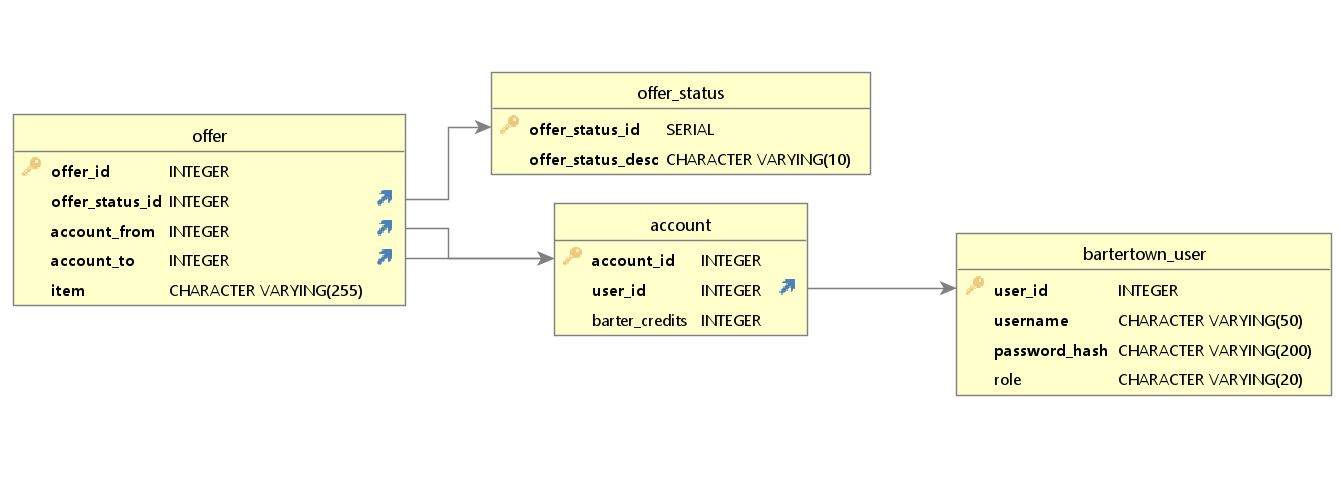 offer
offer_id INTEGER
offer_status_id INTEGER
account_from INTEGER
account_to INTEGER
item CHARACTER VARYING(255)
offer_status
offer_status_id SERIAL
offer_status_desc CHARACTER VARYING(10)
account
account_id INTEGER
user_id INTEGER
barter_credits INTEGER
bartertown_user
user_id INTEGER
username CHARACTER VARYING(50)
password_hash CHARACTER VARYING(200)
role CHARACTER VARYING(20)